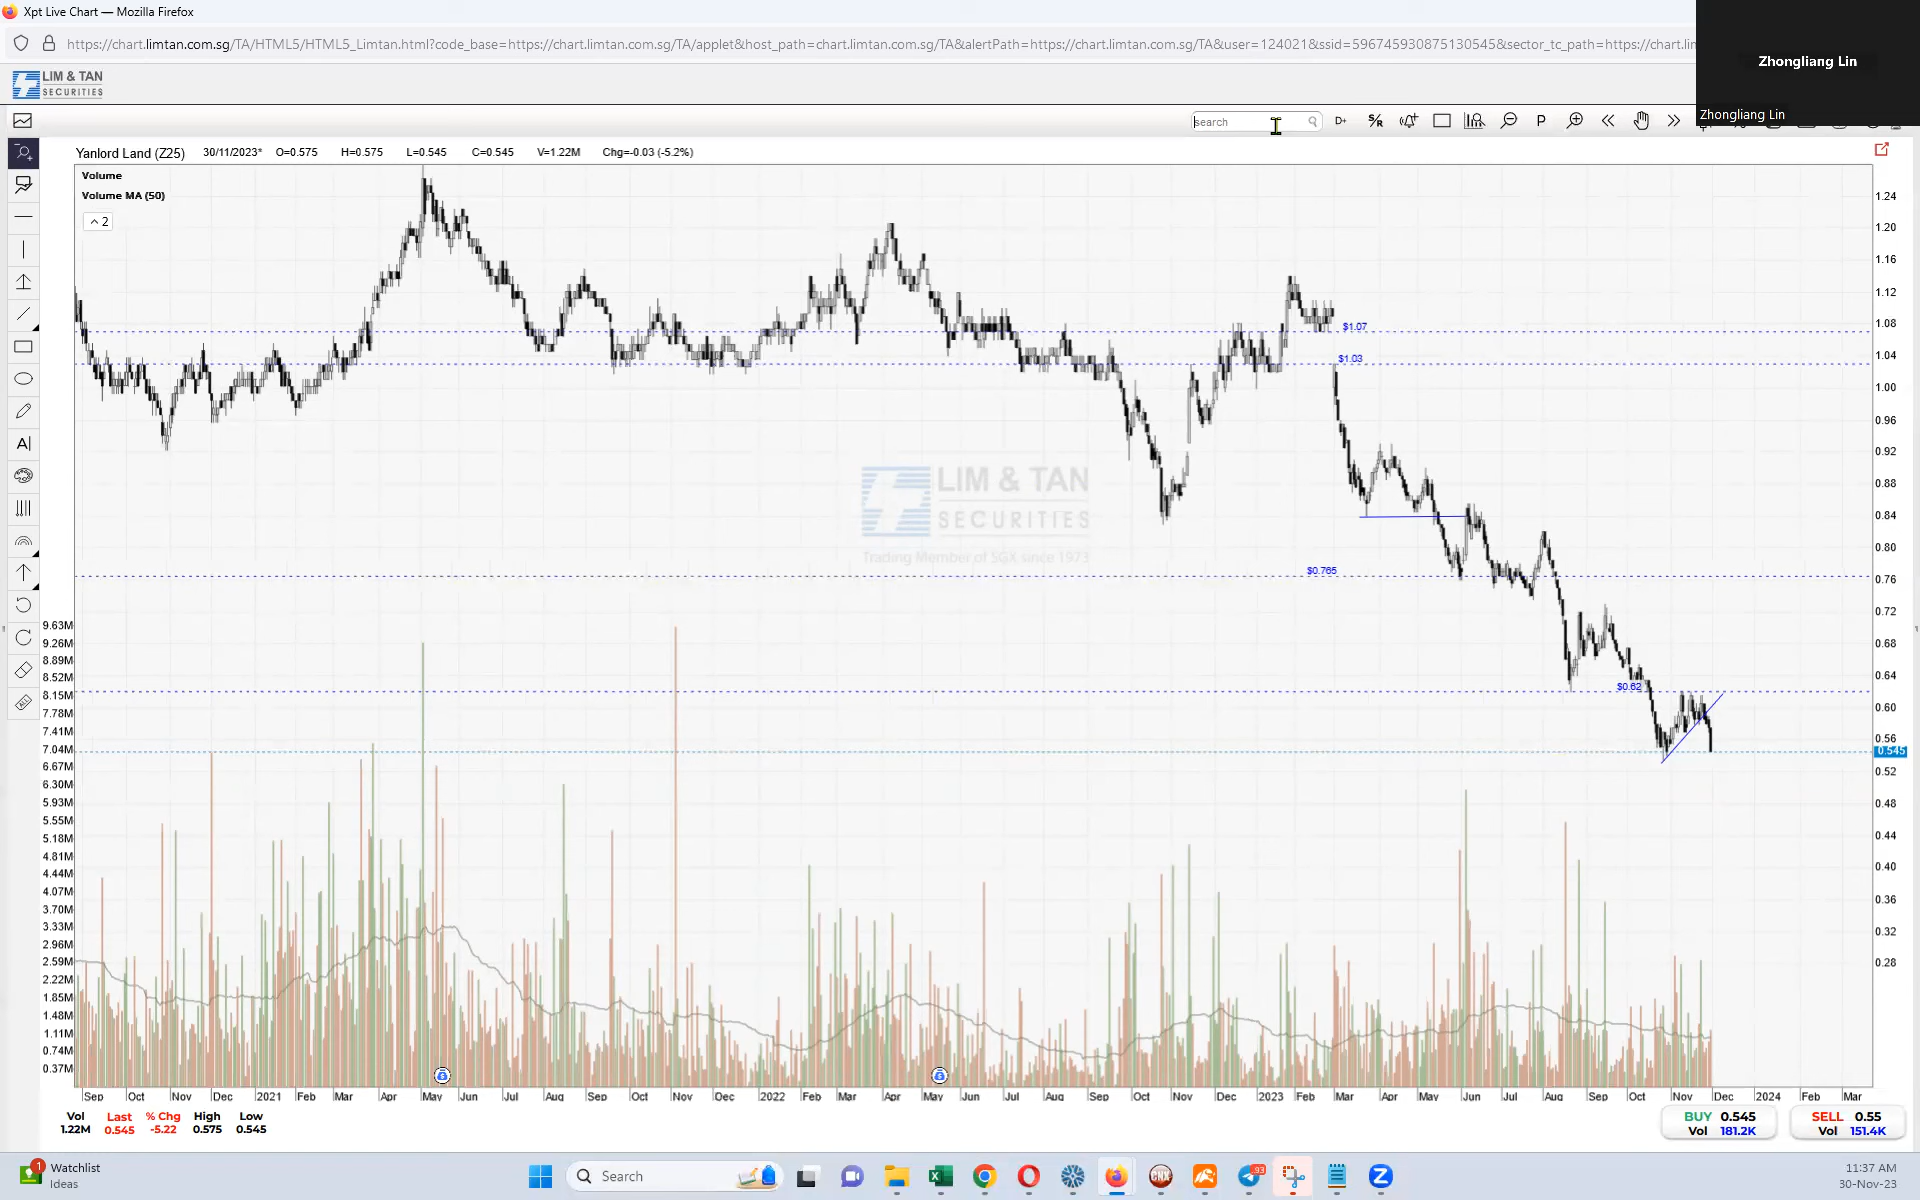 Xpt Live Chart — Mozilla Firefox
https://chart.limtan.com.sg/TA/HTML5/HTML5_Limtan.html?code_base=https://chart.limtan.com.sg/TA/applet&host_path=chart.limtan.com.sg/TA&alertPath=https://chart.limtan.com.sg/TA&user=124021&ssid=596745930875130545&sector_tc_path=https://chart.lim
Zhongliang Lin
Zhongliang Lin
LIM & TAN
SECURITIES
search
D+
S/R
P
Yanlord Land (Z25) 30/11/2023* O=0.575 H=0.575 L=0.545 C=0.545 V=1.22M Chg=-0.03 (-5.2%)
Volume
Volume MA (50)
2
A|
ALL
1.24
1.20
1.16
1.12
1.08
1.04
1.00
0.96
0.92
0.88
0.84
0.80
0.76
0.72
0.68
0.64
0.60
0.56
0.545
0.52
0.48
0.44
0.40
0.36
0.32
0.28
$1.07
$1.03
$0.765
$0.62
LIM & TAN
SECURITIES
Trading Member of SGX since 1973
9.63M
9.26M
8.89M
8.52M
8.15M
7.78M
7.41M
7.04M
6.67M
6.30M
5.93M
5.55M
5.18M
4.81M
4.44M
4.07M
3.70M
3.33M
2.96M
2.59M
2.22M
1.85M
1.48M
1.11M
0.74M
0.37M
Sep Oct Nov Dec 2021 Feb Mar Apr May Jun Jul Aug Sep Oct Nov Dec 2022 Feb Mar Apr May Jun Jul Aug Sep Oct Nov Dec 2023 Feb Mar Apr May Jun Jul Aug Sep Oct Nov Dec 2024 Feb Mar
Vol Last % Chg High Low
1.22M 0.545 -5.22 0.575 0.545
BUY 0.545
Vol 181.2K
SELL 0.55
Vol 151.4K
1
Watchlist
Ideas
Search
CNX
93
11:37 AM
30-Nov-23